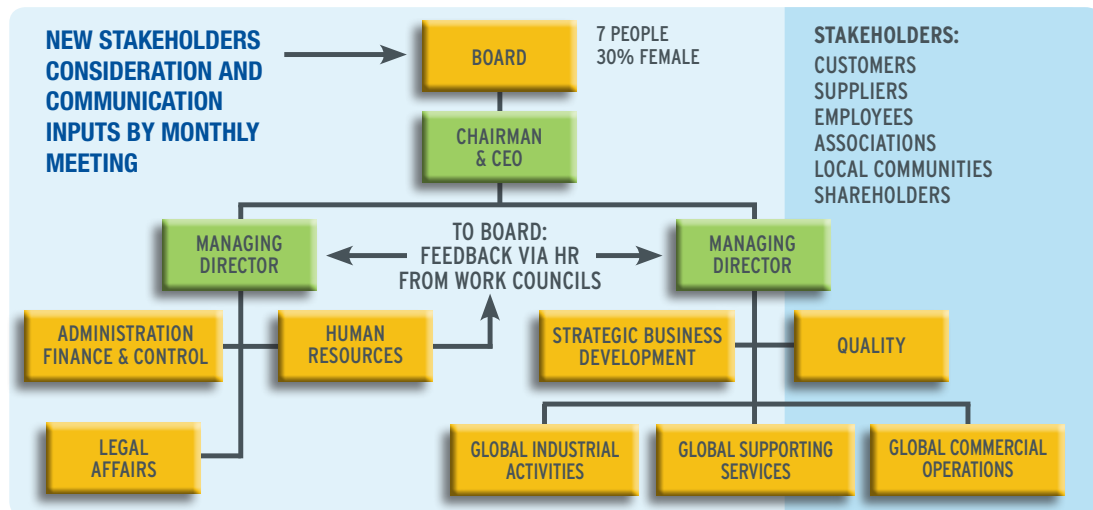 NEW STAKEHOLDERS
CONSIDERATION AND
COMMUNICATION
INPUTS BY MONTHLY
MEETING
BOARD
7 PEOPLE
30% FEMALE
STAKEHOLDERS:
CUSTOMERS
SUPPLIERS
EMPLOYEES
ASSOCIATIONS
LOCAL COMMUNITIES
SHAREHOLDERS
CHAIRMAN
& CEO
MANAGING
DIRECTOR
TO BOARD:
FEEDBACK VIA HR
FROM WORK COUNCILS
MANAGING
DIRECTOR
ADMINISTRATION
FINANCE & CONTROL
HUMAN
RESOURCES
STRATEGIC BUSINESS
DEVELOPMENT
QUALITY
LEGAL
AFFAIRS
GLOBAL INDUSTRIAL
ACTIVITIES
GLOBAL SUPPORTING
SERVICES
GLOBAL COMMERCIAL
OPERATIONS